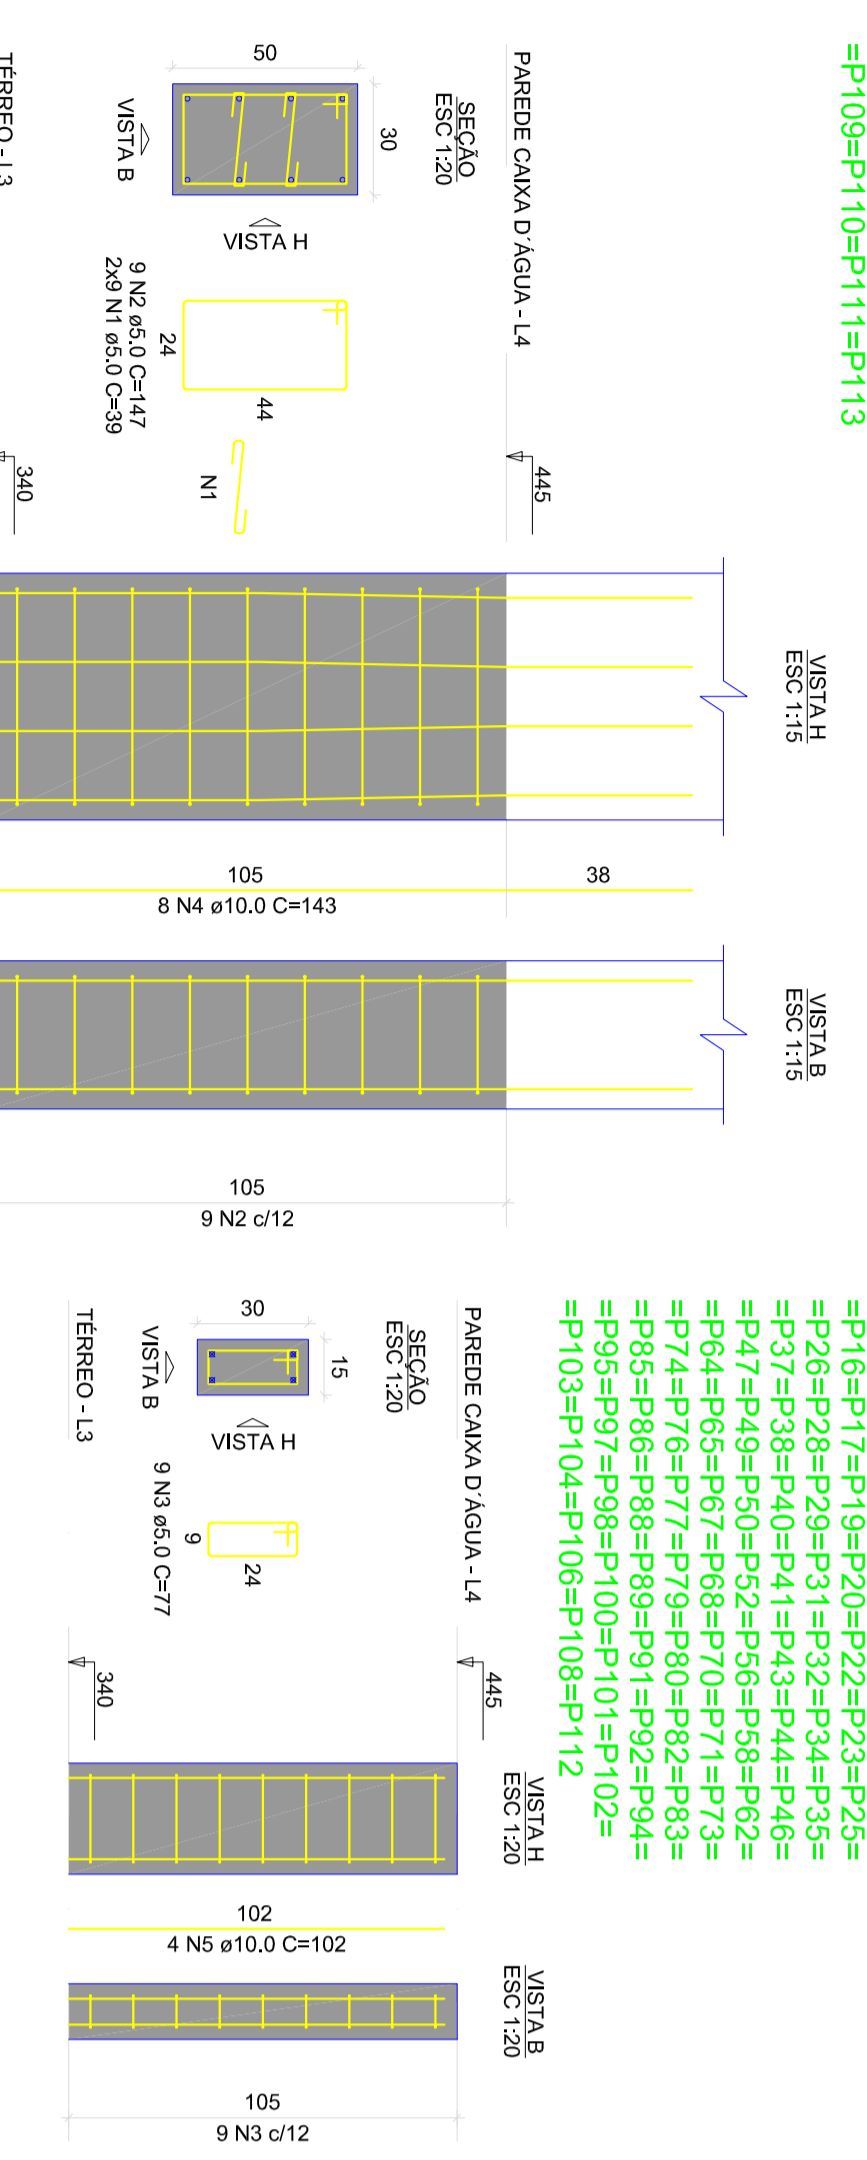 =P109=P110=P111=P113
VISTA H
ESC 1:15
VISTA B
ESC 1:15
PAREDE CAIXA D´ÁGUA - L4
445
SEÇÃO
ESC 1:20
50
30
VISTA B
VISTA H
44
24
9 N2 ø5.0 C=147
2x9 N1 ø5.0 C=39
N1
TÉRREO - L3
340
38
105
8 N4 ø10.0 C=143
105
9 N2 c/12
=P16=P17=P19=P20=P22=P23=P25=
=P26=P28=P29=P31=P32=P34=P35=
=P37=P38=P40=P41=P43=P44=P46=
=P47=P49=P50=P52=P56=P58=P62=
=P64=P65=P67=P68=P70=P71=P73=
=P74=P76=P77=P79=P80=P82=P83=
=P85=P86=P88=P89=P91=P92=P94=
=P95=P97=P98=P100=P101=P102=
=P103=P104=P106=P108=P112
VISTA H
ESC 1:20
VISTA B
ESC 1:20
PAREDE CAIXA D´ÁGUA - L4
445
SEÇÃO
ESC 1:20
30
15
VISTA B
VISTA H
24
9
9 N3 ø5.0 C=77
TÉRREO - L3
340
102
4 N5 ø10.0 C=102
105
9 N3 c/12